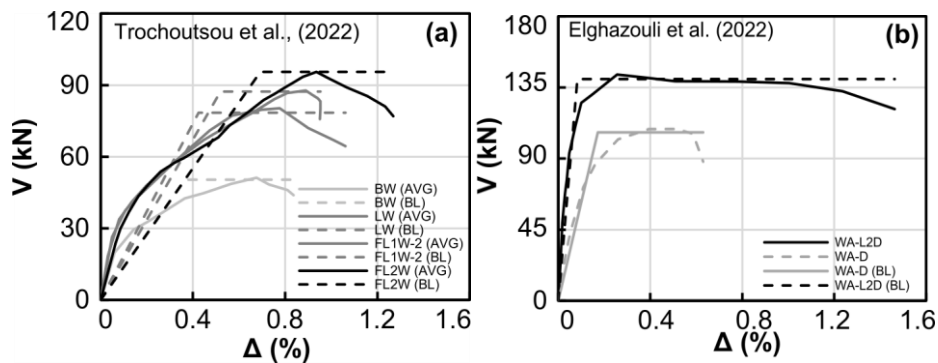 Trochoutsou et al., (2022)
(a)
120
90
60
30
0
V (kN)
BW (AVG)
BW (BL)
LW (AVG)
LW (BL)
FL1W-2 (AVG)
FL1W-2 (BL)
FL2W (AVG)
FL2W (BL)
0.0
0.4
0.8
1.2
1.6
Δ (%)
Elghazouli et al. (2022)
(b)
180
135
90
45
0
V (kN)
WA-L2D
WA-D
WA-D (BL)
WA-L2D (BL)
0
0.4
0.8
1.2
1.6
Δ (%)